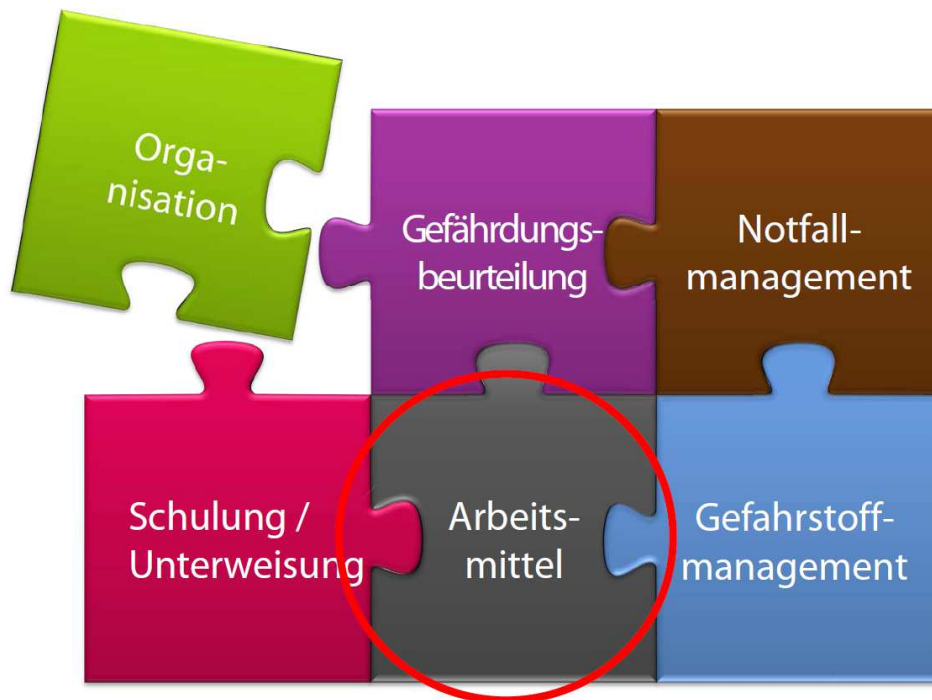 Orga-
nisation
Gefährdungs-
beurteilung
Notfall-
management
Schulung /
Unterweisung
Arbeits-
mittel
Gefahrstoff-
management